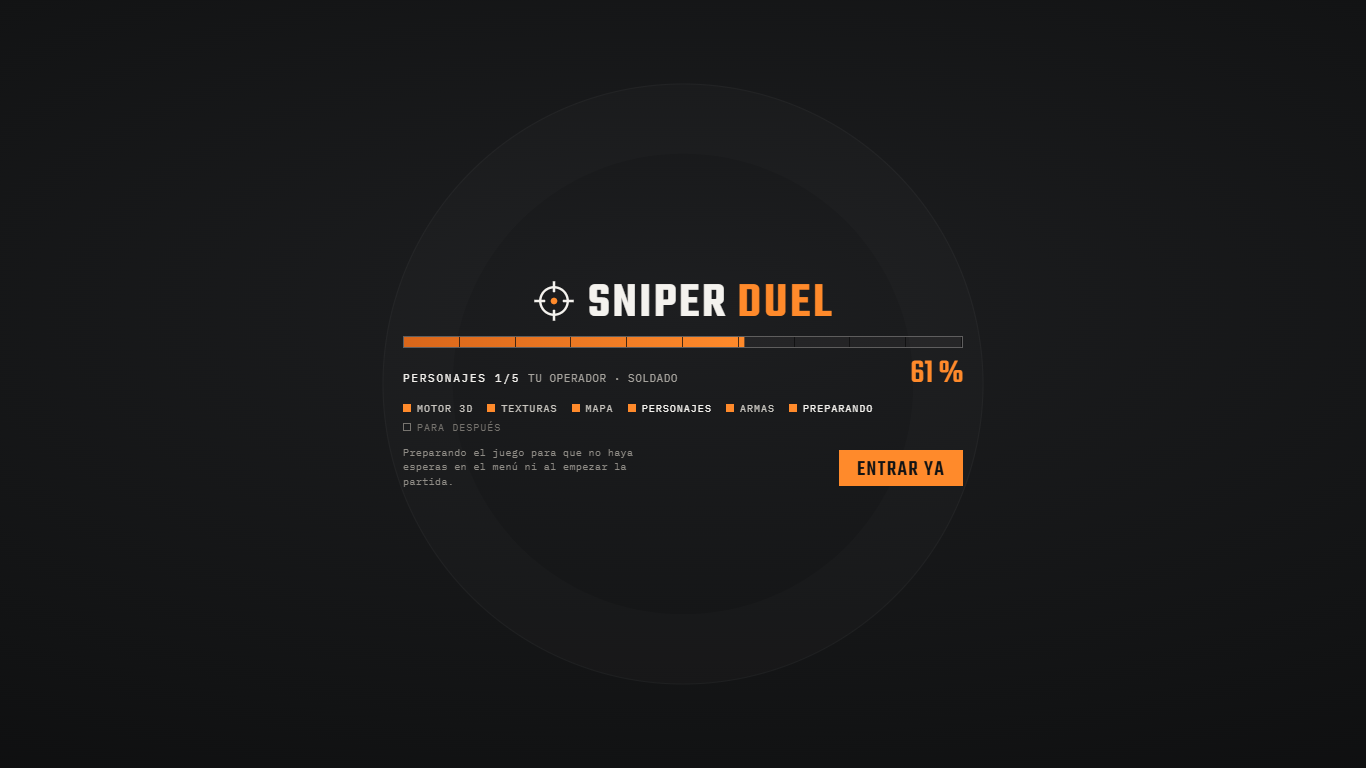 SNIPER DUEL
61 %
PERSONAJES 1/5 TU OPERADOR · SOLDADO
MOTOR 3D TEXTURAS MAPA PERSONAJES ARMAS PREPARANDO
PARA DESPUÉS
Preparando el juego para que no haya
esperas en el menú ni al empezar la
partida.
ENTRAR YA